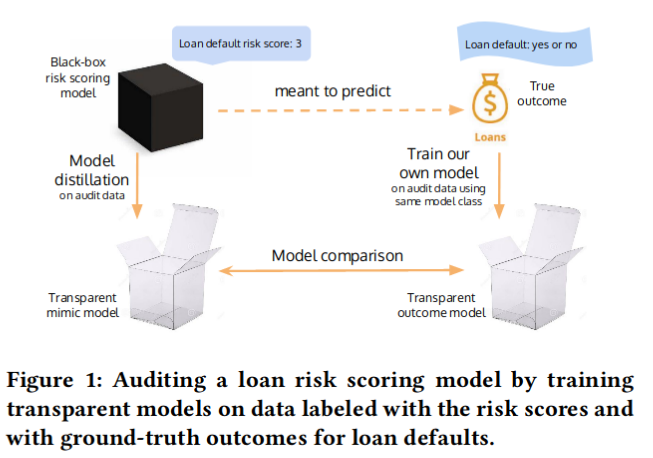 Loan default risk score: 3
Loan default: yes or no
Black-box
risk scoring
model
meant to predict
True
outcome
Loans
Model
distillation
on audit data
Train our
own model
on audit data using
same model class
Model comparison
Transparent
mimic model
Transparent
outcome model
Figure 1: Auditing a loan risk scoring model by training
transparent models on data labeled with the risk scores and
with ground-truth outcomes for loan defaults.